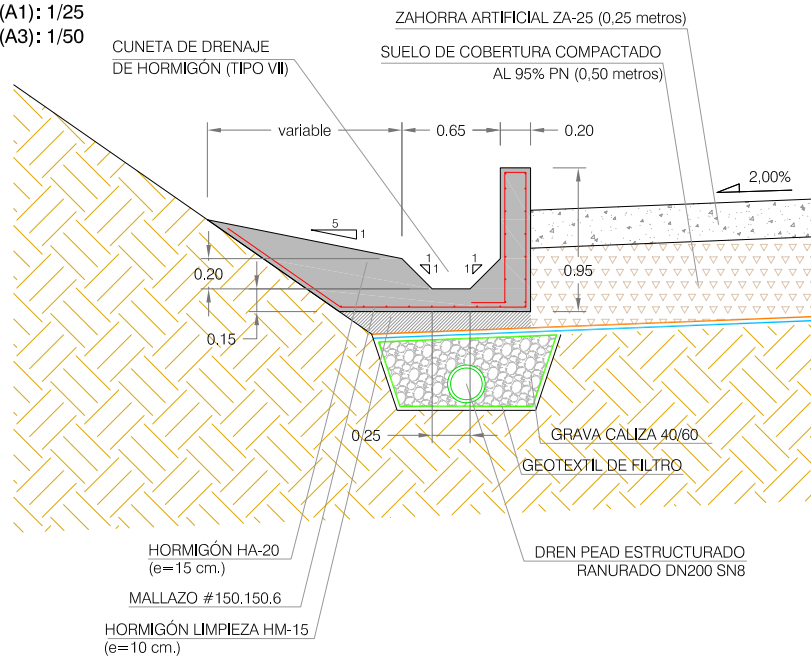 (A1): 1/25
(A3): 1/50
ZAHORRA ARTIFICIAL ZA-25 (0,25 metros)
CUNETA DE DRENAJE
DE HORMIGÓN (TIPO VII)
SUELO DE COBERTURA COMPACTADO
AL 95% PN (0,50 metros)
variable
0.65
0.20
2,00%
5
1
1
1
1
1
0.20
0.95
0.15
0.25
GRAVA CALIZA 40/60
GEOTEXTIL DE FILTRO
HORMIGÓN HA-20
(e=15 cm.)
DREN PEAD ESTRUCTURADO
RANURADO DN200 SN8
MALLAZO #150.150.6
HORMIGÓN LIMPIEZA HM-15
(e=10 cm.)